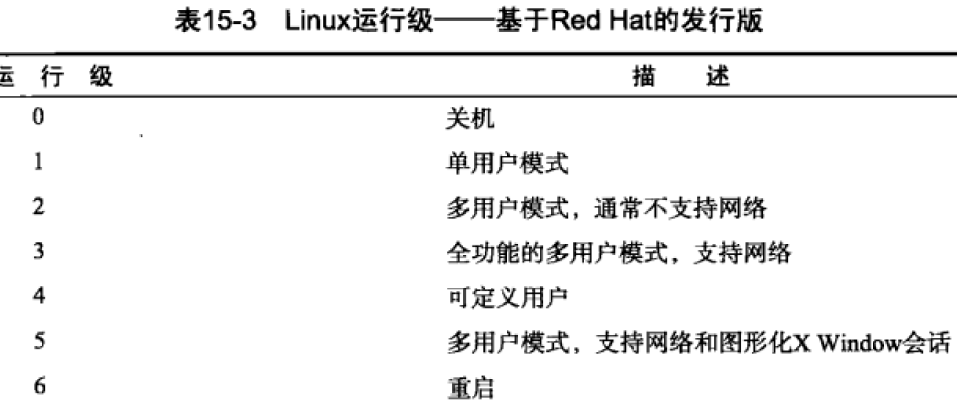 表15-3 Linux运行级——基于Red Hat的发行版
运行级 描述
0 关机
1 单用户模式
2 多用户模式，通常不支持网络
3 全功能的多用户模式，支持网络
4 可定义用户
5 多用户模式，支持网络和图形化X Window会话
6 重启